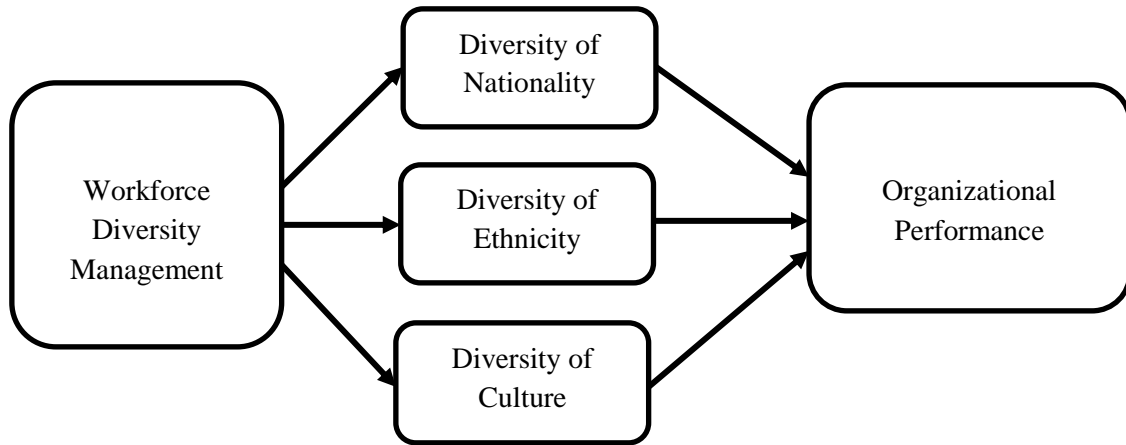 Workforce
Diversity
Management
Diversity of
Nationality
Diversity of
Ethnicity
Diversity of
Culture
Organizational
Performance